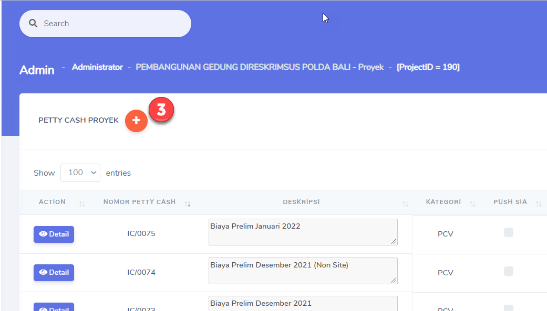 Search
Admin - Administrator - PEMBANGUNAN GEDUNG DIRESKRIMSUS POLDA BALI - Proyek - [ProjectID = 190]
PETTY CASH PROYEK + 3
Show 100 entries
ACTION NOMOR PETTY CASH DESKRIPSI KATEGORI PUSH SIA
Detail IC/0075 Biaya Prelim Januari 2022 PCV
Detail IC/0074 Biaya Prelim Desember 2021 (Non Site) PCV
Detail IC/0073 Biaya Prelim Desember 2021